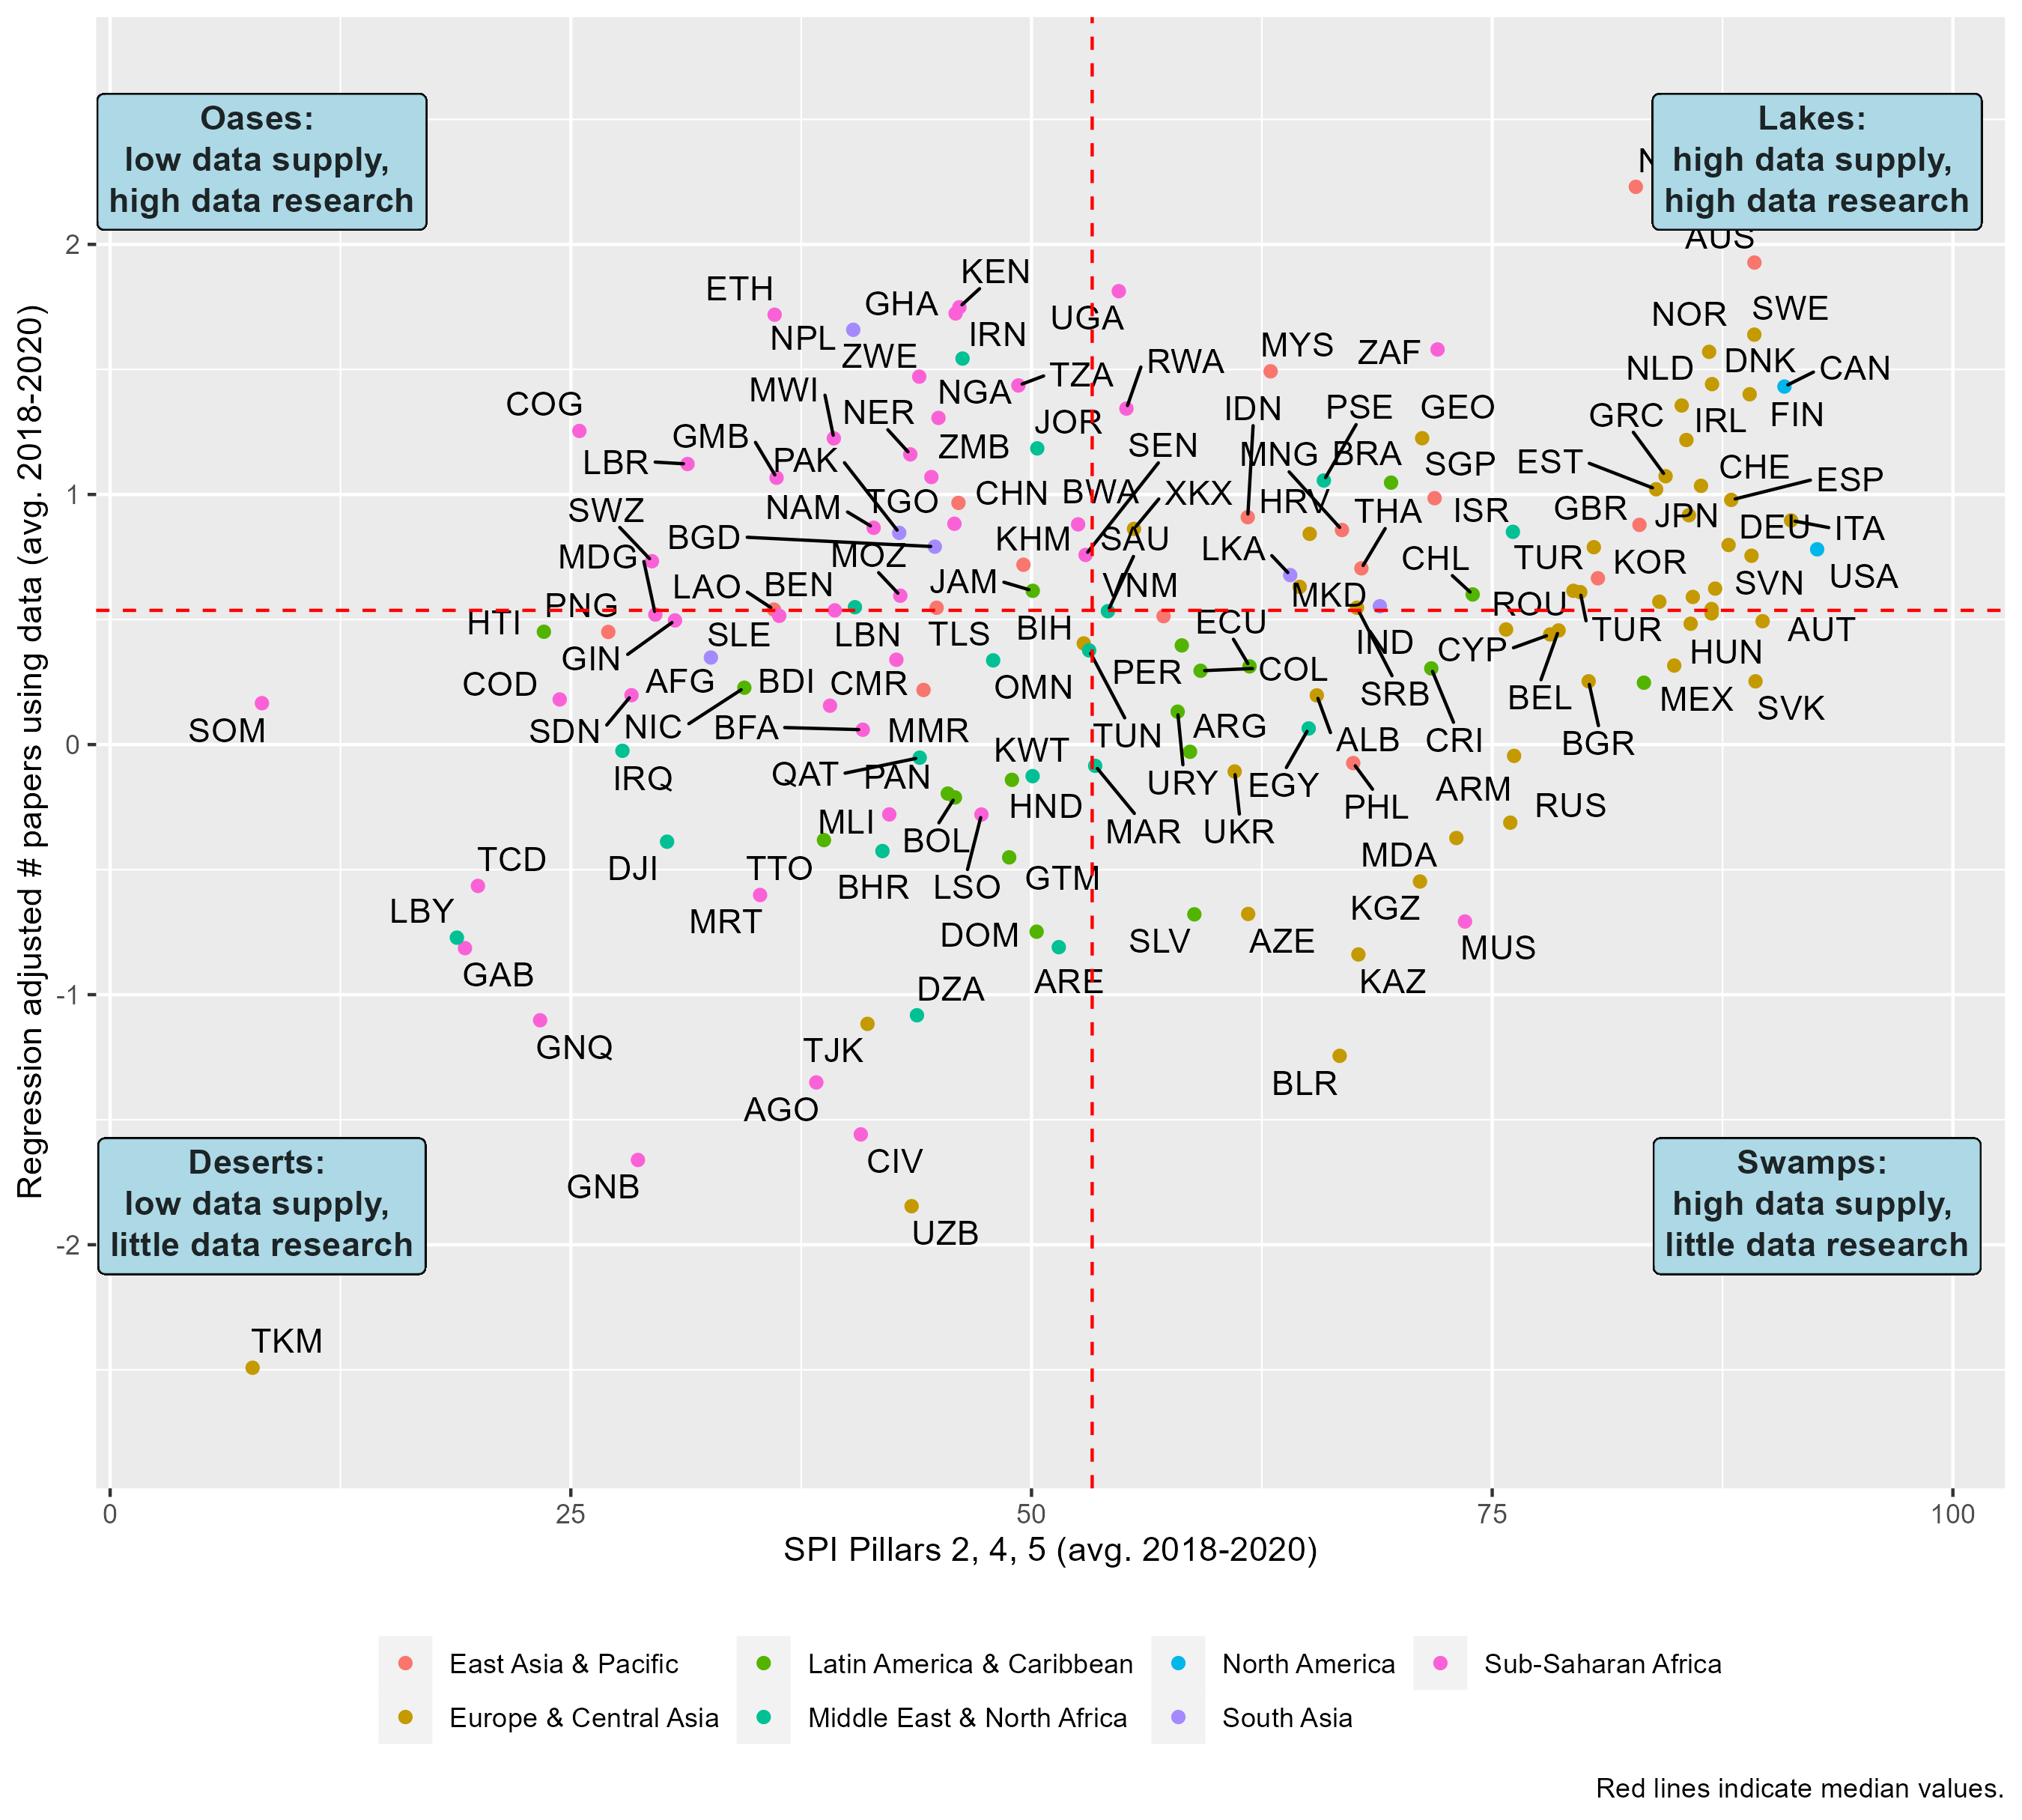 Oases:
low data supply,
high data research
Lakes:
high data supply,
high data research
AUS
KEN
ETH
GHA
SWE
NOR
UGA
IRN
NPL
ZWE
MYS
ZAF
RWA
NLD
DNK
CAN
TZA
MWI
NGA
COG
NER
JOR
IDN
PSE
GEO
GRC
IRL
FIN
GMB
ZMB
SEN
LBR
PAK
MNG
BRA
SGP
EST
CHE
ESP
SWZ
NAM
TGO
CHN
BWA
XKX
HRV
THA
ISR
GBR
JPN
DEU
ITA
BGD
KHM
SAU
MDG
MOZ
LKA
CHL
TUR
KOR
USA
LAO
BEN
JAM
VNM
MKD
SVN
PNG
ROU
HTI
SLE
LBN
TLS
BIH
ECU
IND
TUR
AUT
GIN
CYP
HUN
COD
AFG
BDI
CMR
OMN
PER
COL
SRB
BEL
MEX
SVK
SOM
SDN
NIC
BFA
MMR
TUN
ARG
ALB
CRI
BGR
IRQ
QAT
PAN
KWT
URY
EGY
ARM
HND
PHL
RUS
MLI
BOL
MAR
UKR
TCD
DJI
TTO
BHR
LSO
GTM
MDA
LBY
MRT
KGZ
DOM
SLV
AZE
MUS
GAB
ARE
KAZ
DZA
GNQ
TJK
BLR
AGO
CIV
GNB
UZB
Deserts:
low data supply,
little data research
Swamps:
high data supply,
little data research
TKM
2
1
0
-1
-2
Regression adjusted # papers using data (avg. 2018-2020)
0 25 50 75 100
SPI Pillars 2, 4, 5 (avg. 2018-2020)
East Asia & Pacific
Latin America & Caribbean
North America
Sub-Saharan Africa
Europe & Central Asia
Middle East & North Africa
South Asia
Red lines indicate median values.